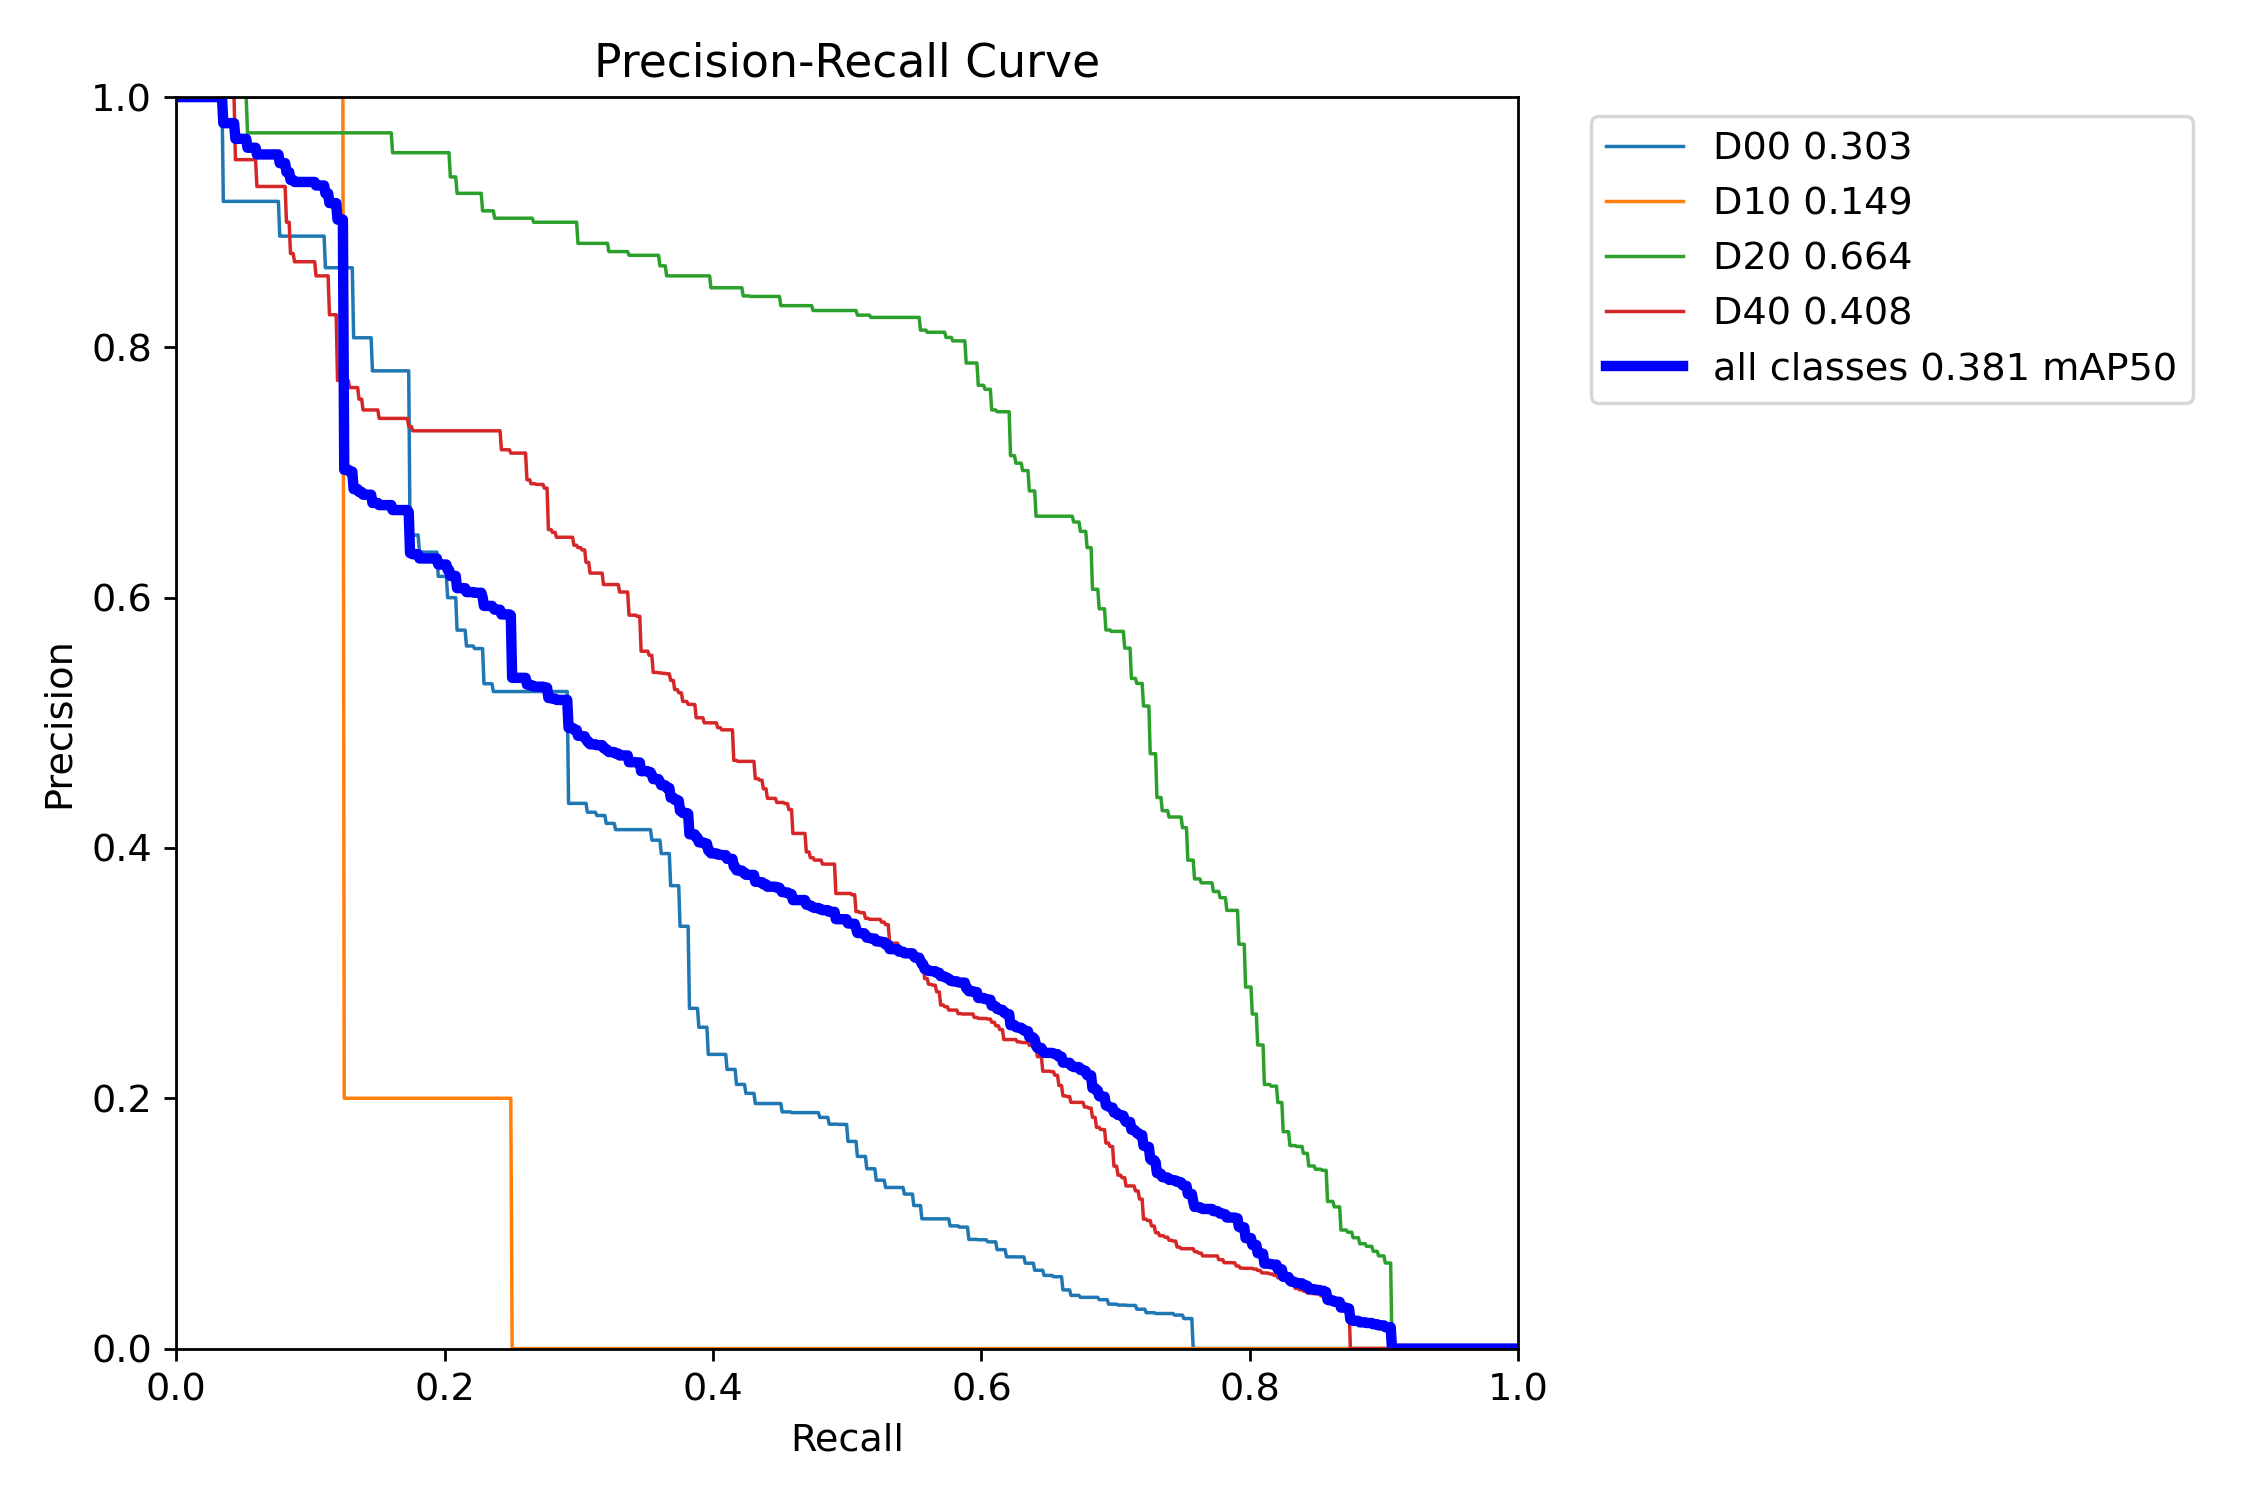 Precision-Recall Curve
1.0
0.8
0.6
0.4
0.2
0.0
Precision
0.0 0.2 0.4 0.6 0.8 1.0
Recall
D00 0.303
D10 0.149
D20 0.664
D40 0.408
all classes 0.381 mAP50